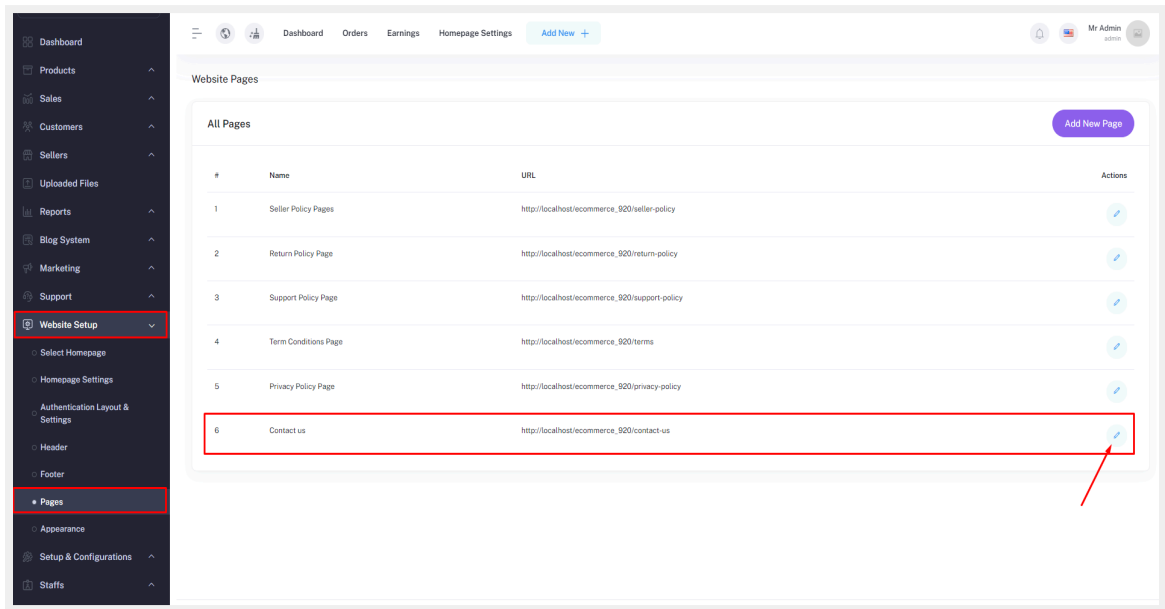 Dashboard
Products
Sales
Customers
Sellers
Uploaded Files
Reports
Blog System
Marketing
Support
Website Setup
Select Homepage
Homepage Settings
Authentication Layout &
Settings
Header
Footer
Pages
Appearance
Setup & Configurations
Staffs
Dashboard Orders Earnings Homepage Settings Add New +
Mr Admin
admin
Website Pages
All Pages Add New Page
# Name URL Actions
1 Seller Policy Pages http://localhost/ecommerce_920/seller-policy
2 Return Policy Page http://localhost/ecommerce_920/return-policy
3 Support Policy Page http://localhost/ecommerce_920/support-policy
4 Term Conditions Page http://localhost/ecommerce_920/terms
5 Privacy Policy Page http://localhost/ecommerce_920/privacy-policy
6 Contact us http://localhost/ecommerce_920/contact-us